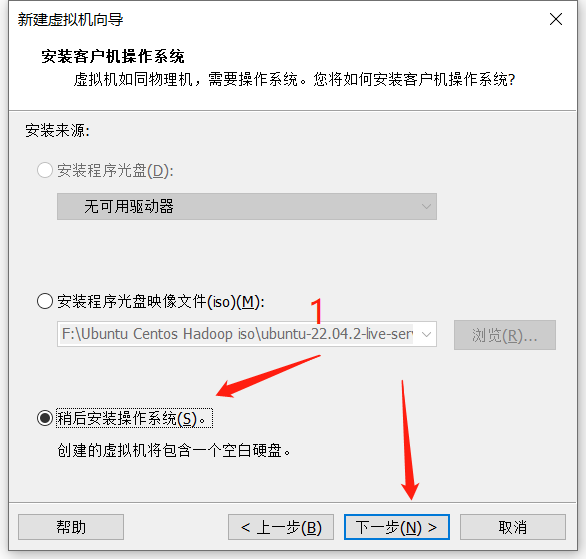 新建虚拟机向导
安装客户机操作系统
虚拟机如同物理机，需要操作系统。您将如何安装客户机操作系统?
安装来源:
安装程序光盘(D):
无可用驱动器
安装程序光盘映像文件(iso)(M):
1
F:\Ubuntu Centos Hadoop iso\ubuntu-22.04.2-live-ser
浏览(R)...
稍后安装操作系统(S)。
创建的虚拟机将包含一个空白硬盘。
帮助
< 上一步(B)
下一步(N) >
取消